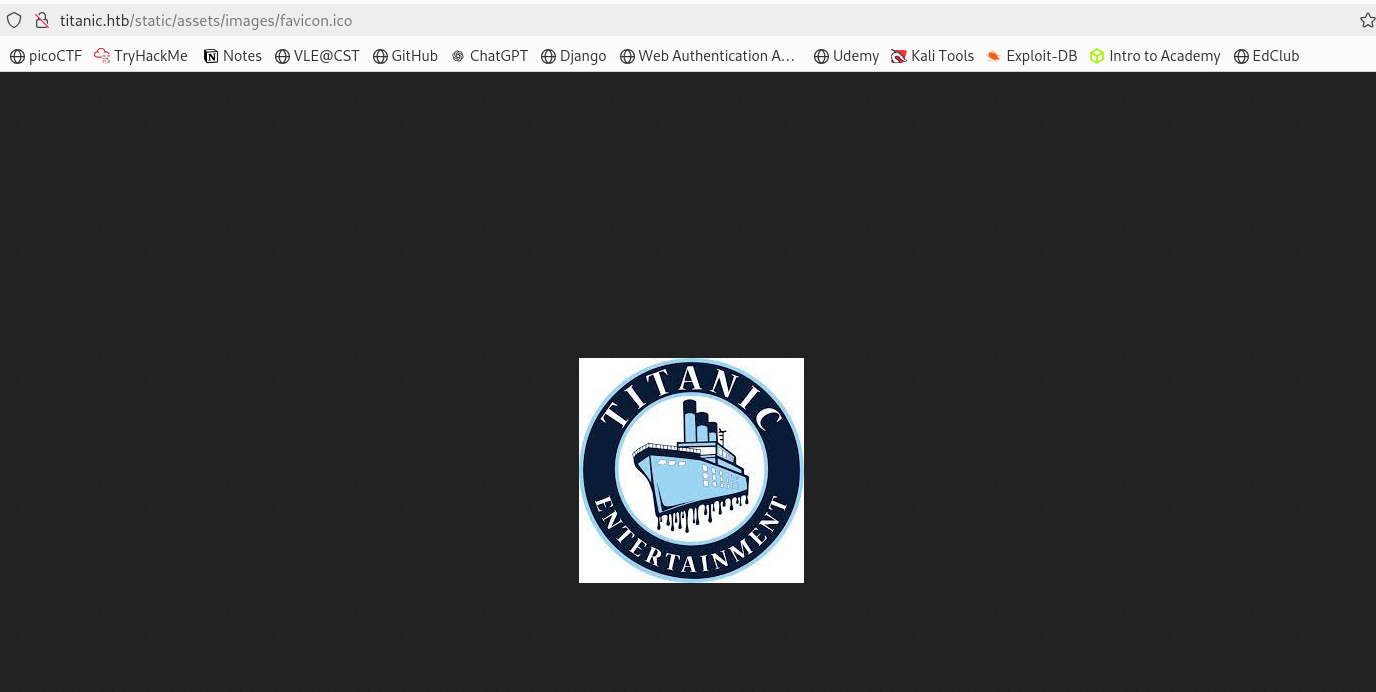 titanic.htb/static/assets/images/favicon.ico
picoCTF TryHackMe Notes VLE@CST GitHub ChatGPT Django Web Authentication A… Udemy Kali Tools Exploit-DB Intro to Academy EdClub
TITANIC
ENTERTAINMENT